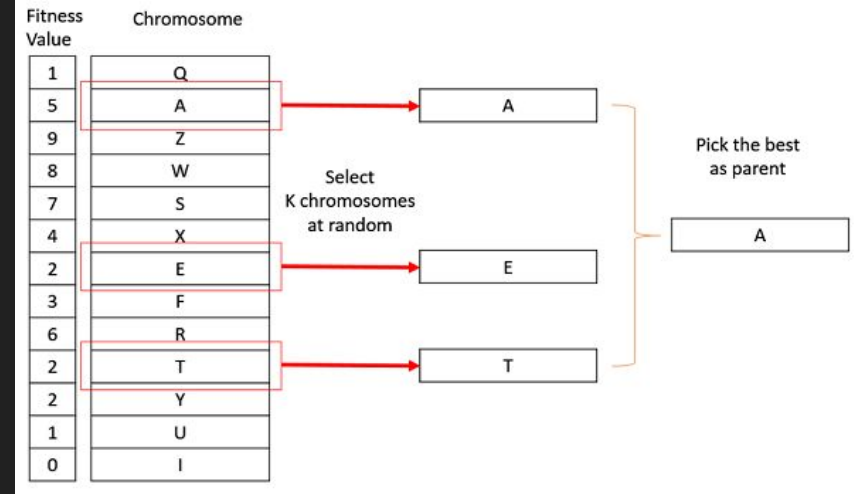 Fitness
Value
Chromosome
1 Q
5 A
9 Z
8 W
7 S
4 X
2 E
3 F
6 R
2 T
2 Y
1 U
0 I
Select
K chromosomes
at random
A
E
T
Pick the best
as parent
A